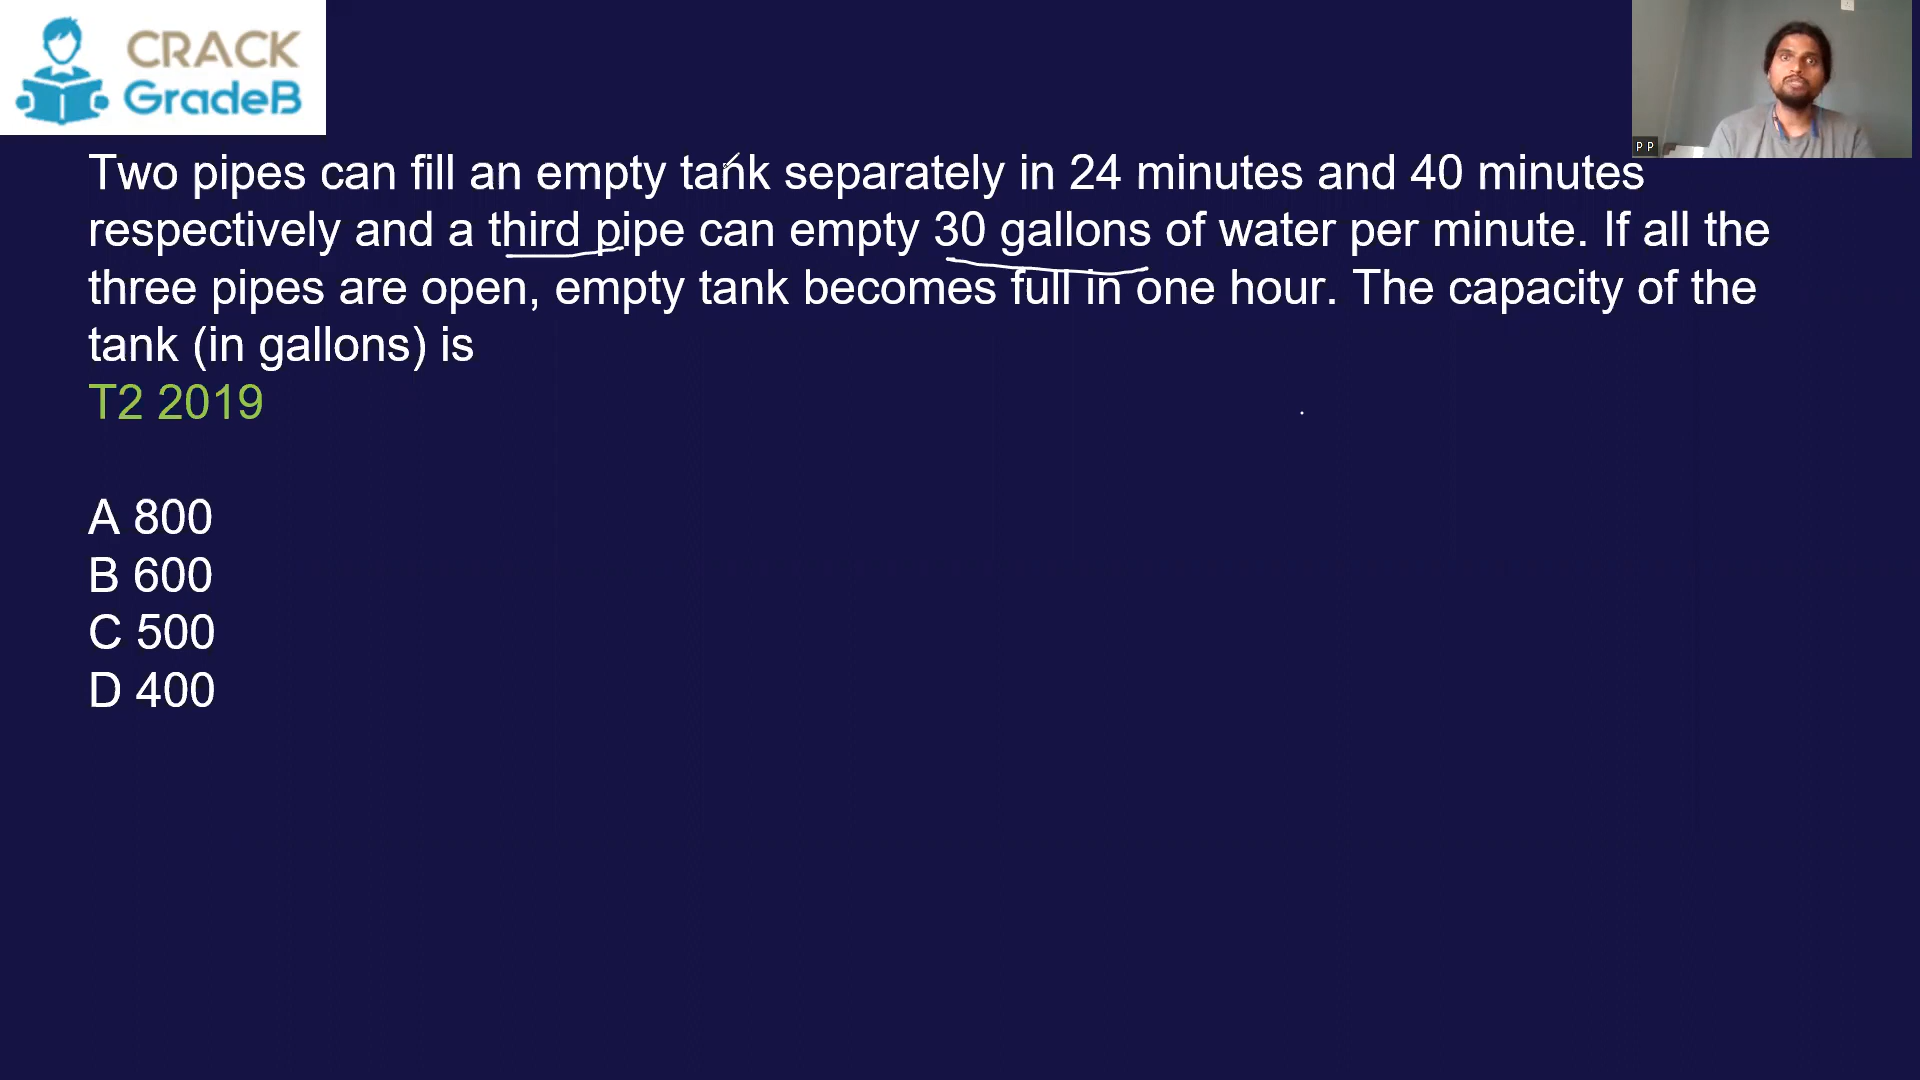 CRACK
GradeB
P P
Two pipes can fill an empty tank separately in 24 minutes and 40 minutes
respectively and a third pipe can empty 30 gallons of water per minute. If all the
three pipes are open, empty tank becomes full in one hour. The capacity of the
tank (in gallons) is
T2 2019
A 800
B 600
C 500
D 400